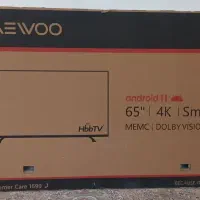 AEWOO
android 11
65" | 4K | Sm
MEMC | DOLBY VISION
HbbTV